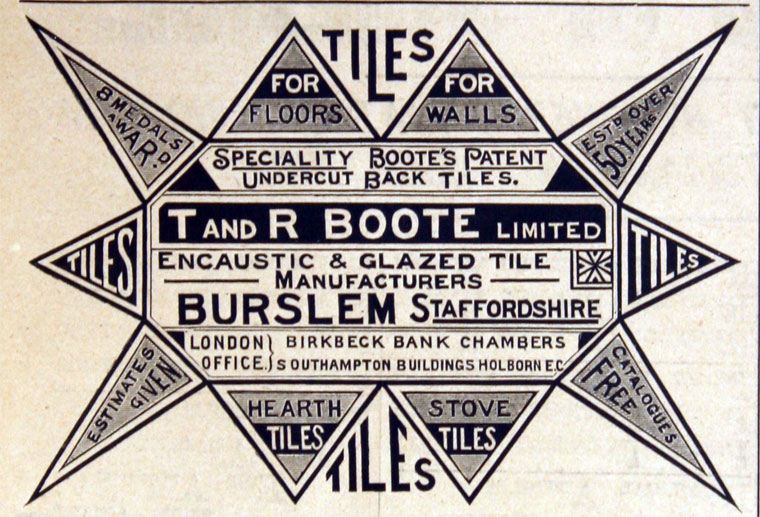 TILES
FOR
FLOORS
FOR
WALLS
8 MEDALS
AWARD
ESTD. OVER
50 YEARS
SPECIALITY BOOTE'S PATENT
UNDERCUT BACK TILES.
T AND R BOOTE LIMITED
TILES
ENCAUSTIC & GLAZED TILE
MANUFACTURERS
TILES
BURSLEM STAFFORDSHIRE
LONDON OFFICE.
BIRKBECK BANK CHAMBERS
SOUTHAMPTON BUILDINGS HOLBORN E.C
ESTIMATES
GIVEN
CATALOGUES
FREE
HEARTH
TILES
STOVE
TILES
TILES